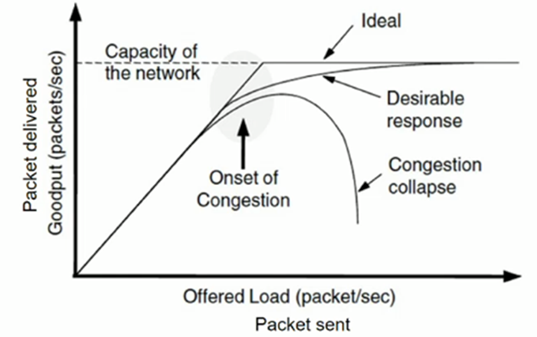 Ideal
Capacity of
the network
Desirable
response
Congestion
collapse
Onset of
Congestion
Packet delivered
Goodput (packets/sec)
Offered Load (packet/sec)
Packet sent